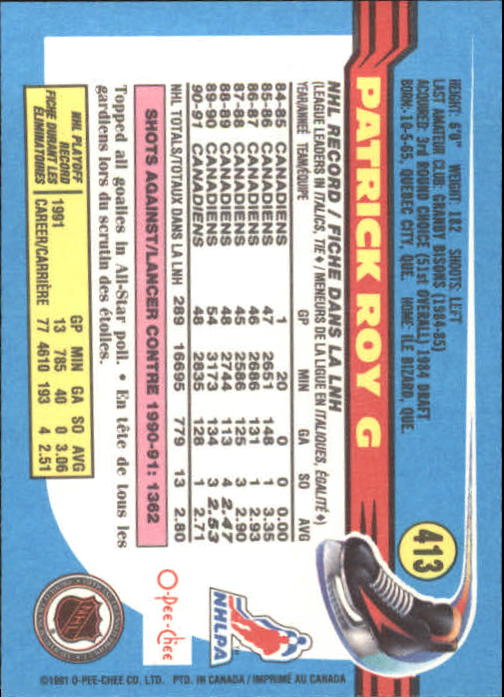 413
PATRICK ROY G
HEIGHT: 6'0" WEIGHT: 182 SHOOTS: LEFT
LAST AMATEUR CLUB: GRANBY BISONS (1984-85)
ACQUIRED: 3rd ROUND CHOICE (51st OVERALL) 1984 DRAFT
BORN: 10-5-65, QUEBEC CITY, QUE. HOME: ILE BIZARD, QUE.
NHL RECORD / FICHE DANS LA LNH
(LEAGUE LEADERS IN ITALICS, TIE ♦ / MENEURS DE LA LIGUE EN ITALIQUES, ÉGALITÉ ♦)
YEAR/ANNÉE TEAM/ÉQUIPE GP MIN GA SO AVG
84-85 CANADIENS 1 20 0 0 0.00
85-86 CANADIENS 47 2651 148 1 3.35
86-87 CANADIENS 46 2686 131 1 2.93
87-88 CANADIENS 45 2586 125 3 2.90
88-89 CANADIENS 48 2744 113 4 2.47
89-90 CANADIENS 54 3173 134 3 2.53
90-91 CANADIENS 48 2835 128 1 2.71
NHL TOTALS/TOTAUX DANS LA LNH 289 16695 779 13 2.80
SHOTS AGAINST/LANCER CONTRE 1990-91: 1362
Topped all goalies in All-Star poll. • En tête de tous les
gardiens lors du scrutin des étoiles.
NHL PLAYOFF
RECORD
FICHE DURANT LES
ÉLIMINATOIRES
GP MIN GA SO AVG
1991 13 785 40 0 3.06
CAREER/CARRIÈRE 77 4610 193 4 2.51
NHLPA
O-Pee-Chee
NHL
©1991 O-PEE-CHEE CO. LTD. PTD. IN CANADA / IMPRIMÉ AU CANADA